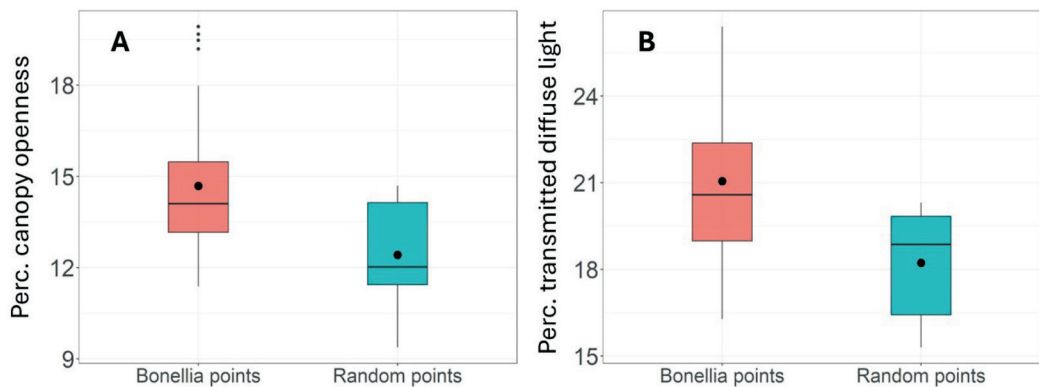 A
Perc. canopy openness
18
15
12
9
Bonellia points Random points
B
Perc. transmitted diffuse light
24
21
18
15
Bonellia points Random points